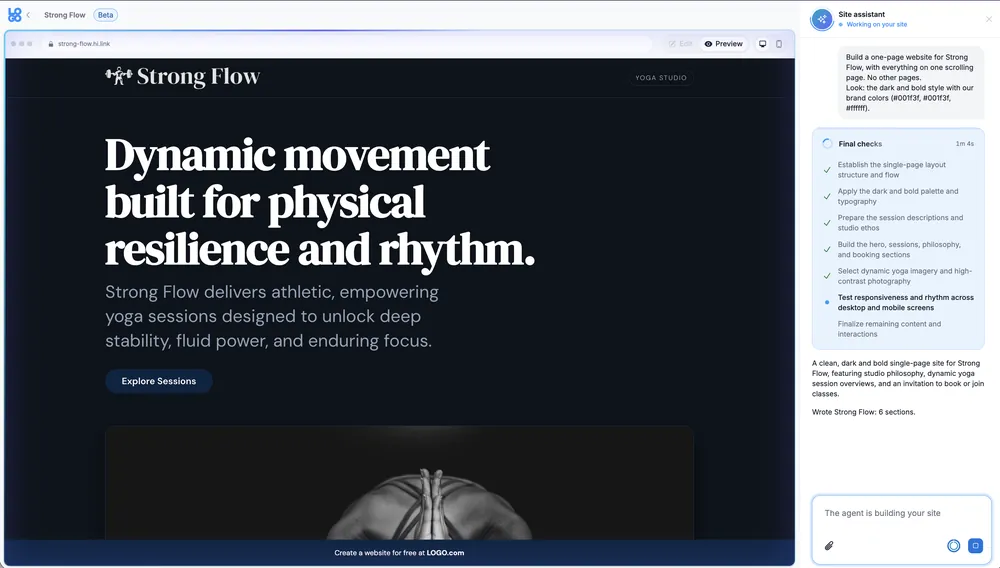 Strong Flow
Beta
strong-flow.hi.link
Edit
Preview
Strong Flow
YOGA STUDIO
Dynamic movement
built for physical
resilience and rhythm.
Strong Flow delivers athletic, empowering
yoga sessions designed to unlock deep
stability, fluid power, and enduring focus.
Explore Sessions
Create a website for free at LOGO.com
Site assistant
Working on your site
Build a one-page website for Strong
Flow, with everything on one scrolling
page. No other pages.
Look: the dark and bold style with our
brand colors (#001f3f, #001f3f,
#ffffff).
Final checks
1m 4s
Establish the single-page layout
structure and flow
Apply the dark and bold palette and
typography
Prepare the session descriptions and
studio ethos
Build the hero, sessions, philosophy,
and booking sections
Select dynamic yoga imagery and high-
contrast photography
Test responsiveness and rhythm across
desktop and mobile screens
Finalize remaining content and
interactions
A clean, dark and bold single-page site for Strong
Flow, featuring studio philosophy, dynamic yoga
session overviews, and an invitation to book or join
classes.
Wrote Strong Flow: 6 sections.
The agent is building your site